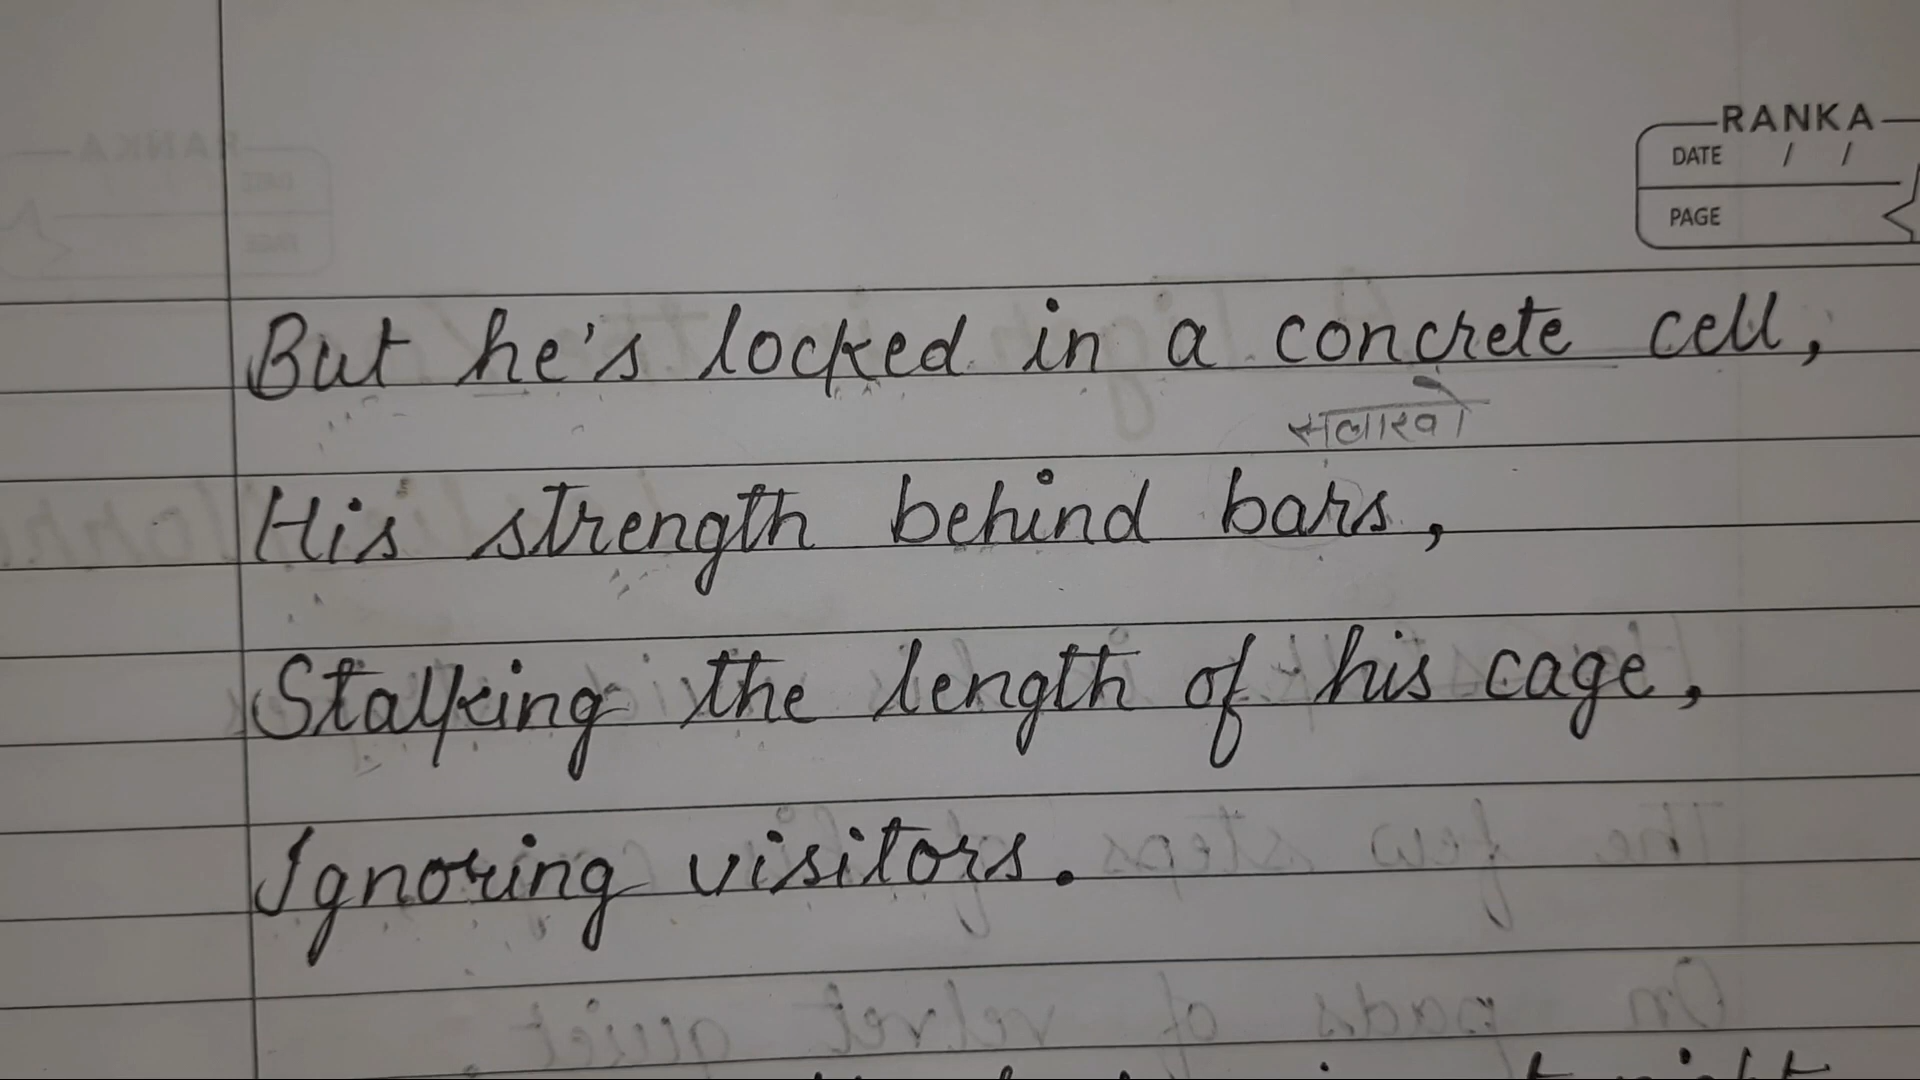 RANKA
DATE / /
PAGE
But he's locked in a concrete cell,
सलाखो
His strength behind bars,
Stalking the length of his cage,
Ignoring visitors.